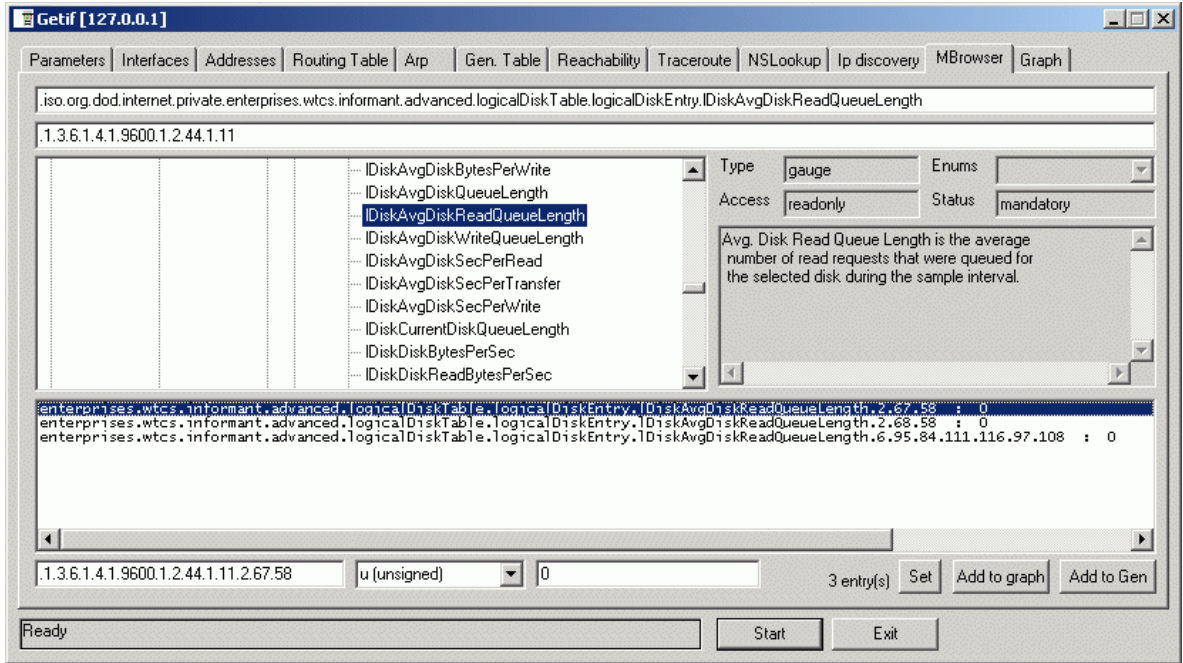 Getif [127.0.0.1]
Parameters Interfaces Addresses Routing Table Arp Gen. Table Reachability Traceroute NSLookup Ip discovery MBrowser Graph
.iso.org.dod.internet.private.enterprises.wtcs.informant.advanced.logicalDiskTable.logicalDiskEntry.lDiskAvgDiskReadQueueLength
.1.3.6.1.4.1.9600.1.2.44.1.11
lDiskAvgDiskBytesPerWrite
lDiskAvgDiskQueueLength
lDiskAvgDiskReadQueueLength
lDiskAvgDiskWriteQueueLength
lDiskAvgDiskSecPerRead
lDiskAvgDiskSecPerTransfer
lDiskAvgDiskSecPerWrite
lDiskCurrentDiskQueueLength
lDiskDiskBytesPerSec
lDiskDiskReadBytesPerSec
Type gauge Enums
Access readonly Status mandatory
Avg. Disk Read Queue Length is the average
number of read requests that were queued for
the selected disk during the sample interval.
enterprises.wtcs.informant.advanced.logicalDiskTable.logicalDiskEntry.lDiskAvgDiskReadQueueLength.2.67.58 : 0
enterprises.wtcs.informant.advanced.logicalDiskTable.logicalDiskEntry.lDiskAvgDiskReadQueueLength.2.68.58 : 0
enterprises.wtcs.informant.advanced.logicalDiskTable.logicalDiskEntry.lDiskAvgDiskReadQueueLength.6.95.84.111.116.97.108 : 0
.1.3.6.1.4.1.9600.1.2.44.1.11.2.67.58 u (unsigned) 0 3 entry(s) Set Add to graph Add to Gen
Ready Start Exit